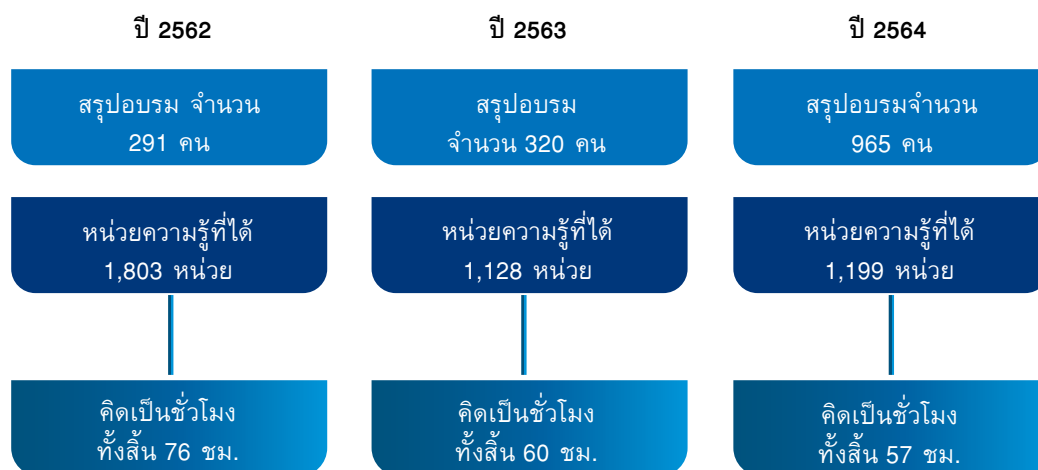 ปี 2562
สรุปอบรม จำนวน
291 คน
หน่วยความรู้ที่ได้
1,803 หน่วย
คิดเป็นชั่วโมง
ทั้งสิ้น 76 ชม.
ปี 2563
สรุปอบรม
จำนวน 320 คน
หน่วยความรู้ที่ได้
1,128 หน่วย
คิดเป็นชั่วโมง
ทั้งสิ้น 60 ชม.
ปี 2564
สรุปอบรมจำนวน
965 คน
หน่วยความรู้ที่ได้
1,199 หน่วย
คิดเป็นชั่วโมง
ทั้งสิ้น 57 ชม.